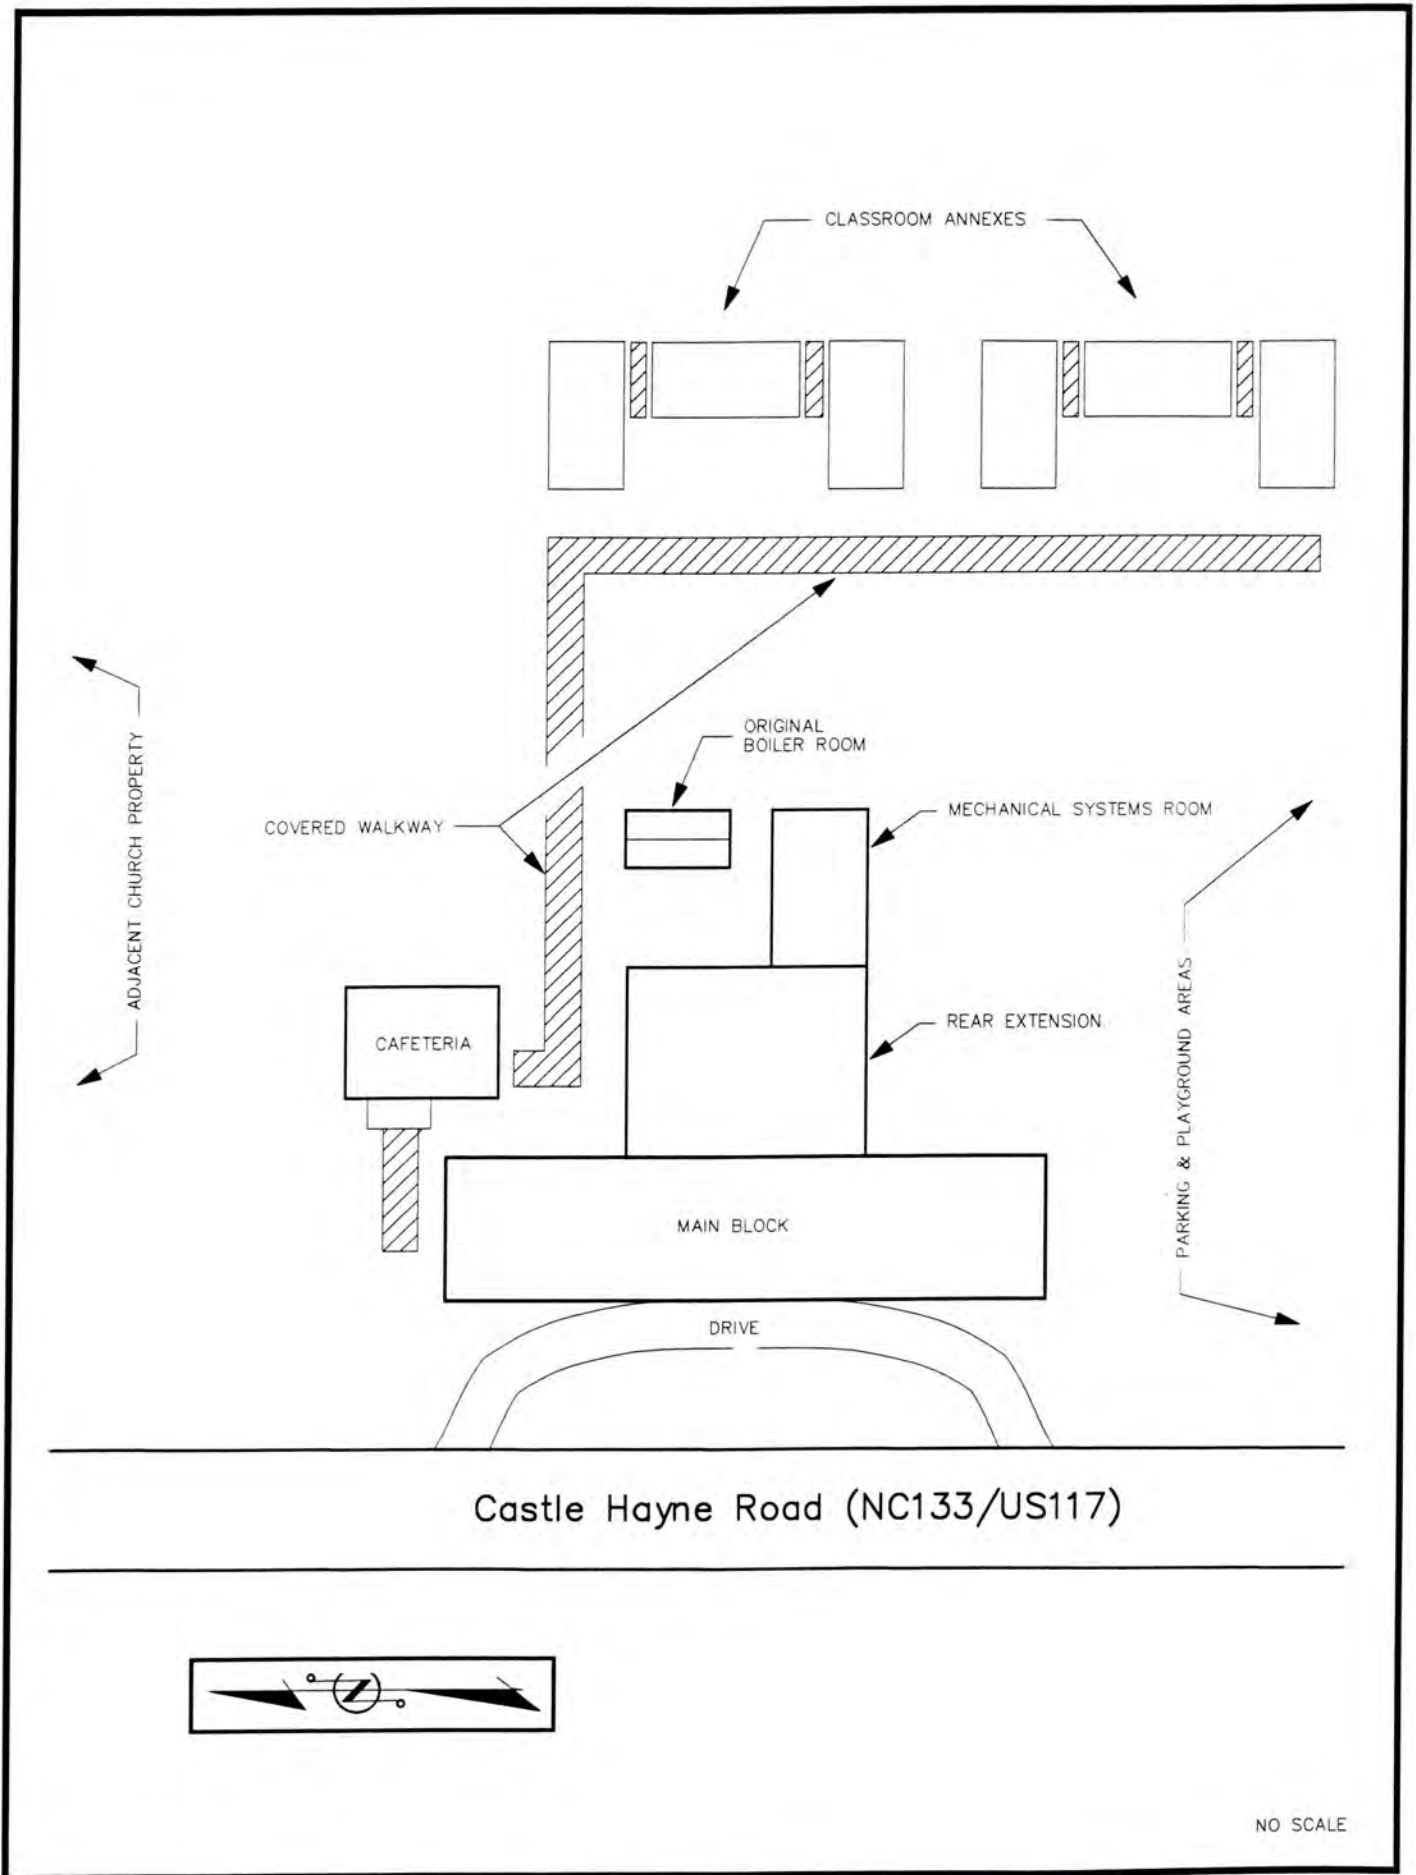 CLASSROOM ANNEXES
ORIGINAL
BOILER ROOM
MECHANICAL SYSTEMS ROOM
COVERED WALKWAY
ADJACENT CHURCH PROPERTY
REAR EXTENSION
CAFETERIA
PARKING & PLAYGROUND AREAS
MAIN BLOCK
DRIVE
Castle Hayne Road (NC133/US117)
Z
NO SCALE